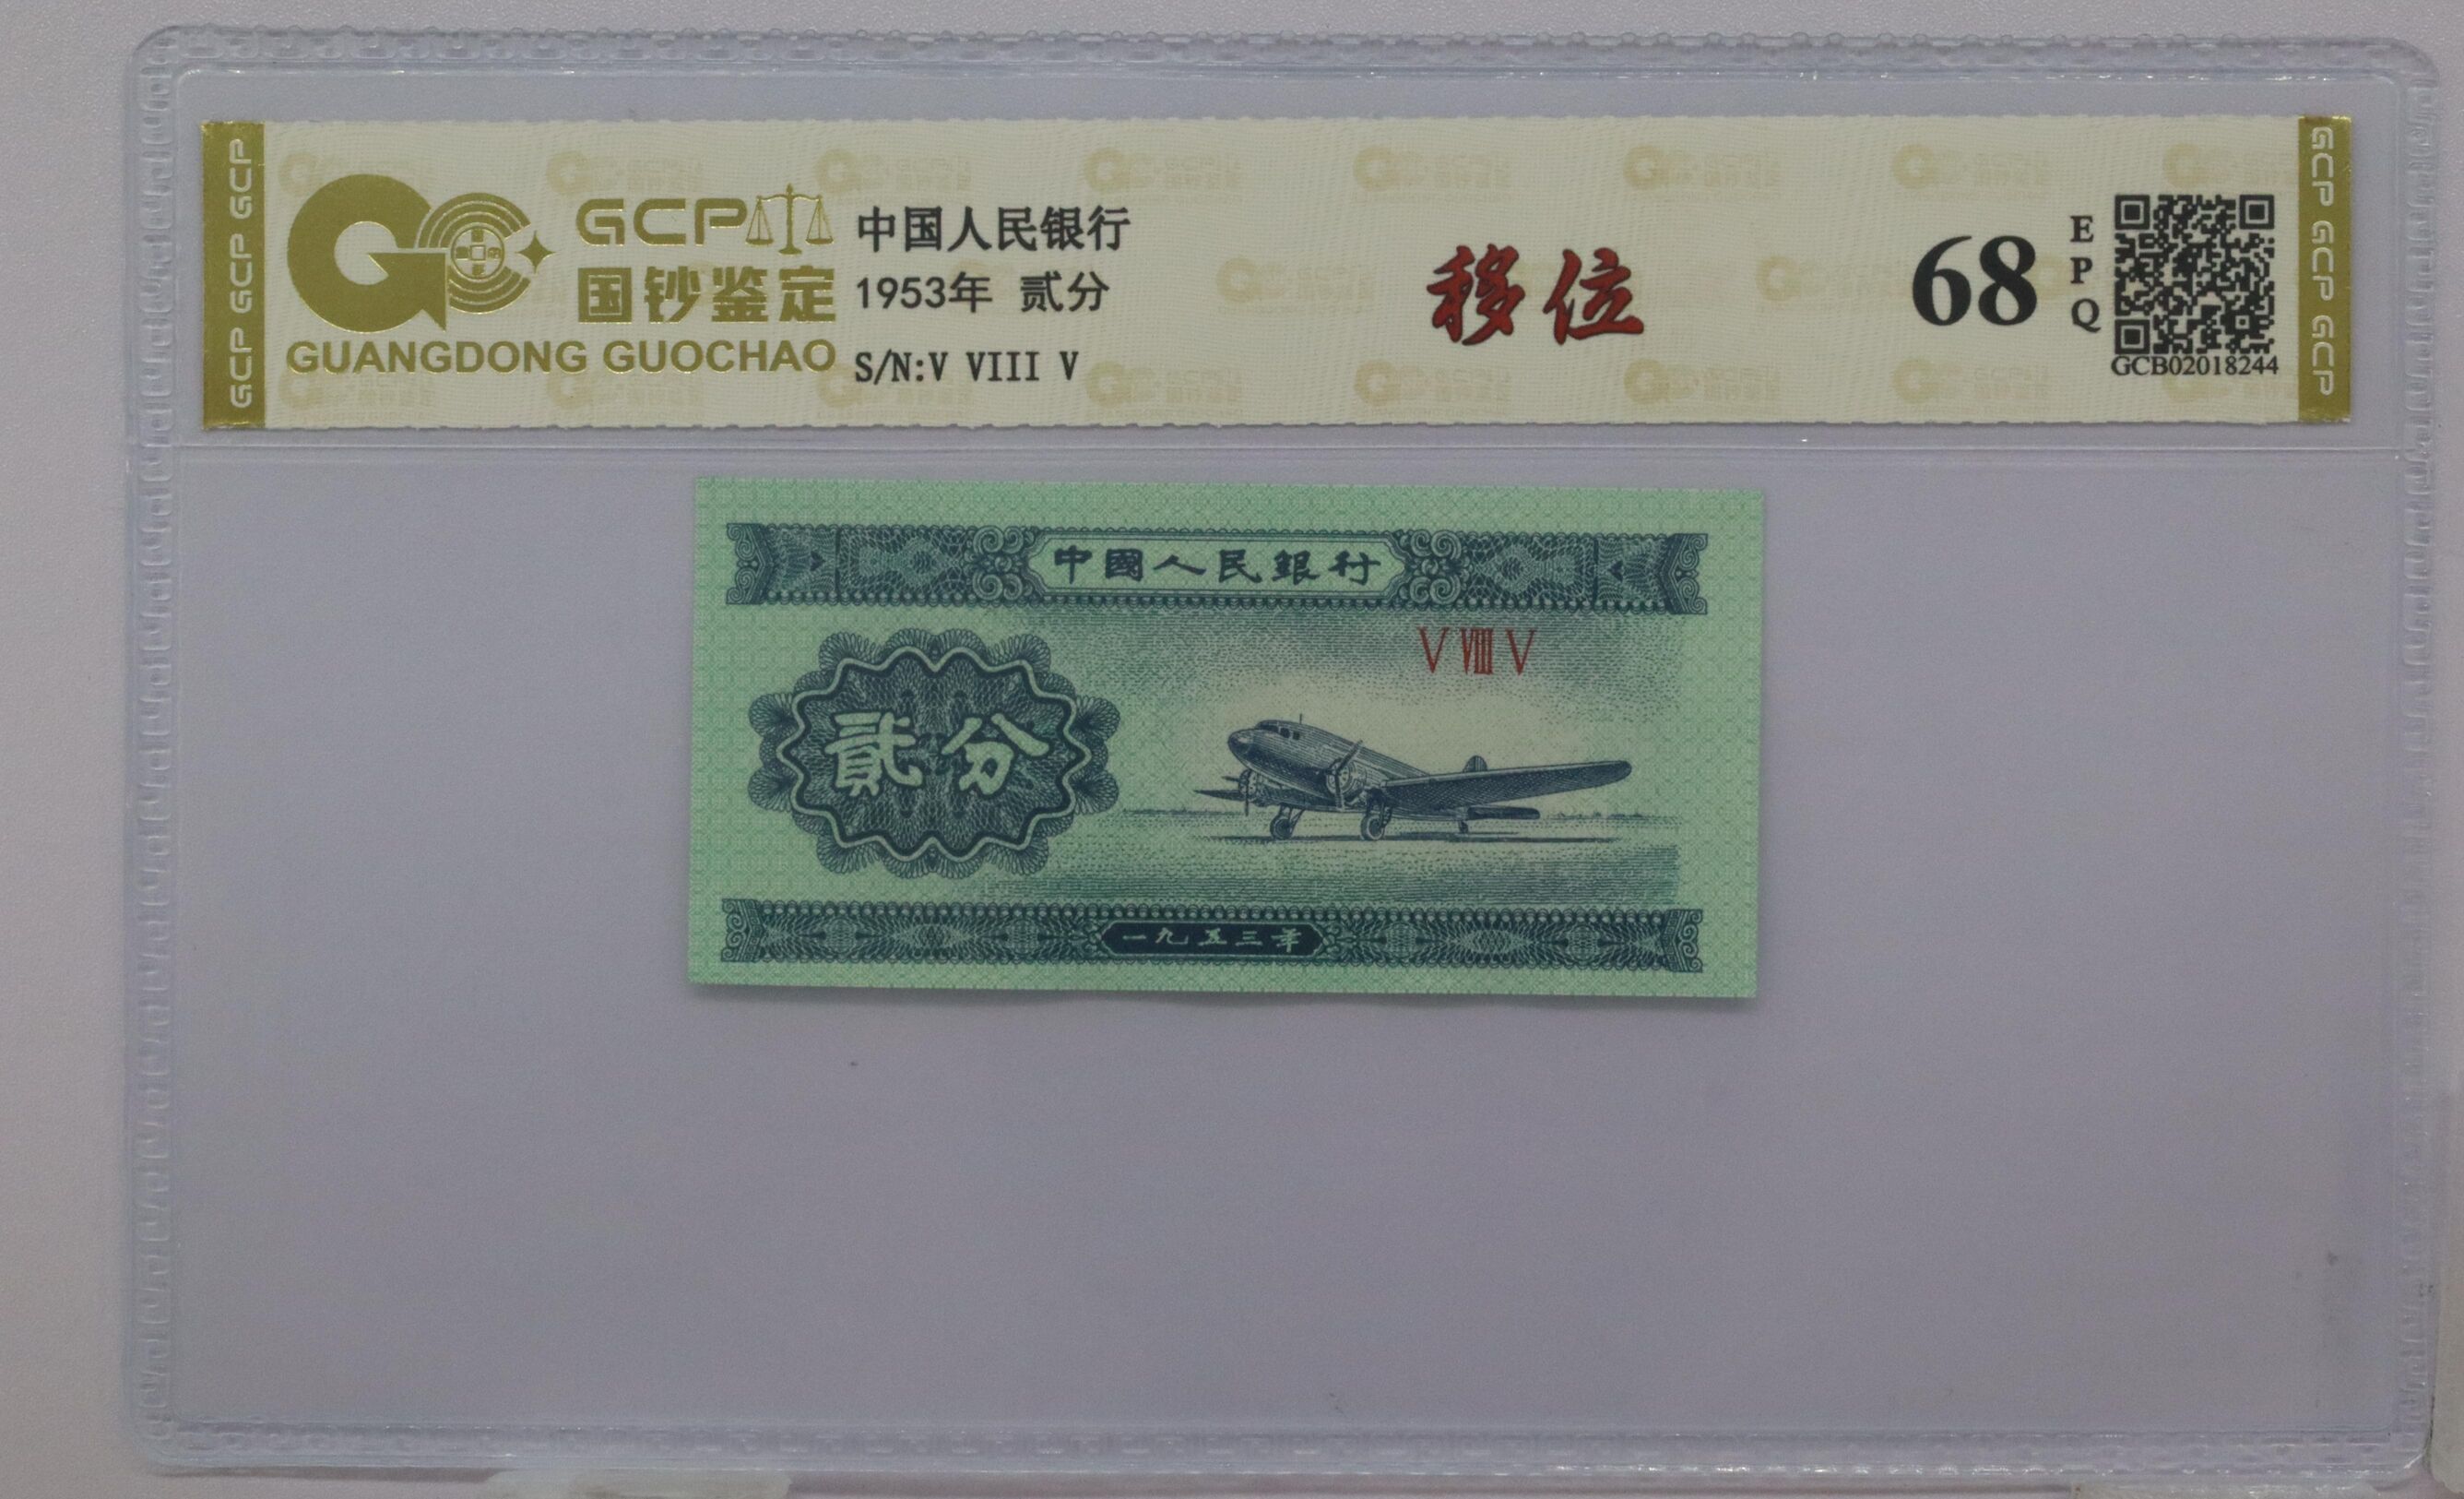 GCP GCP GCP
GCP
国钞鉴定
GUANGDONG GUOCHAO
中国人民银行
1953年 贰分
S/N:V VIII V
移位
68
EPQ
GCB02018244
GCP GCP GCP
中國人民銀行
V VIII V
貳分
一九五三年